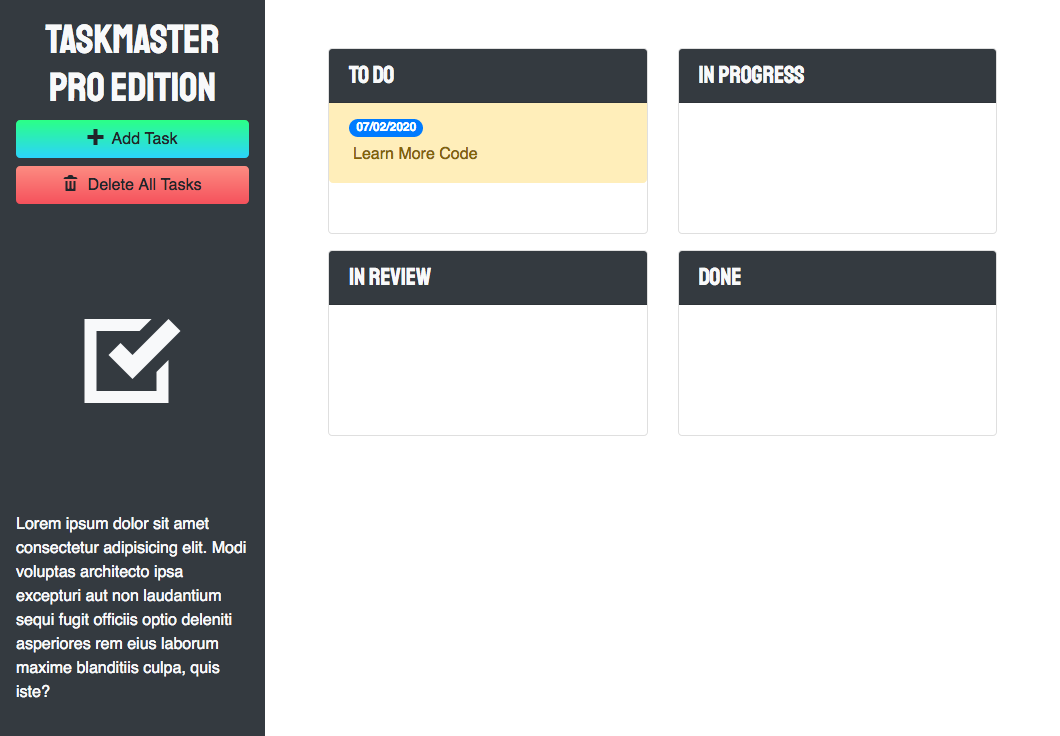 TASKMASTER
PRO EDITION
Add Task
Delete All Tasks
Lorem ipsum dolor sit amet
consectetur adipisicing elit. Modi
voluptas architecto ipsa
excepturi aut non laudantium
sequi fugit officiis optio deleniti
asperiores rem eius laborum
maxime blanditiis culpa, quis
iste?
TO DO
07/02/2020
Learn More Code
IN PROGRESS
IN REVIEW
DONE